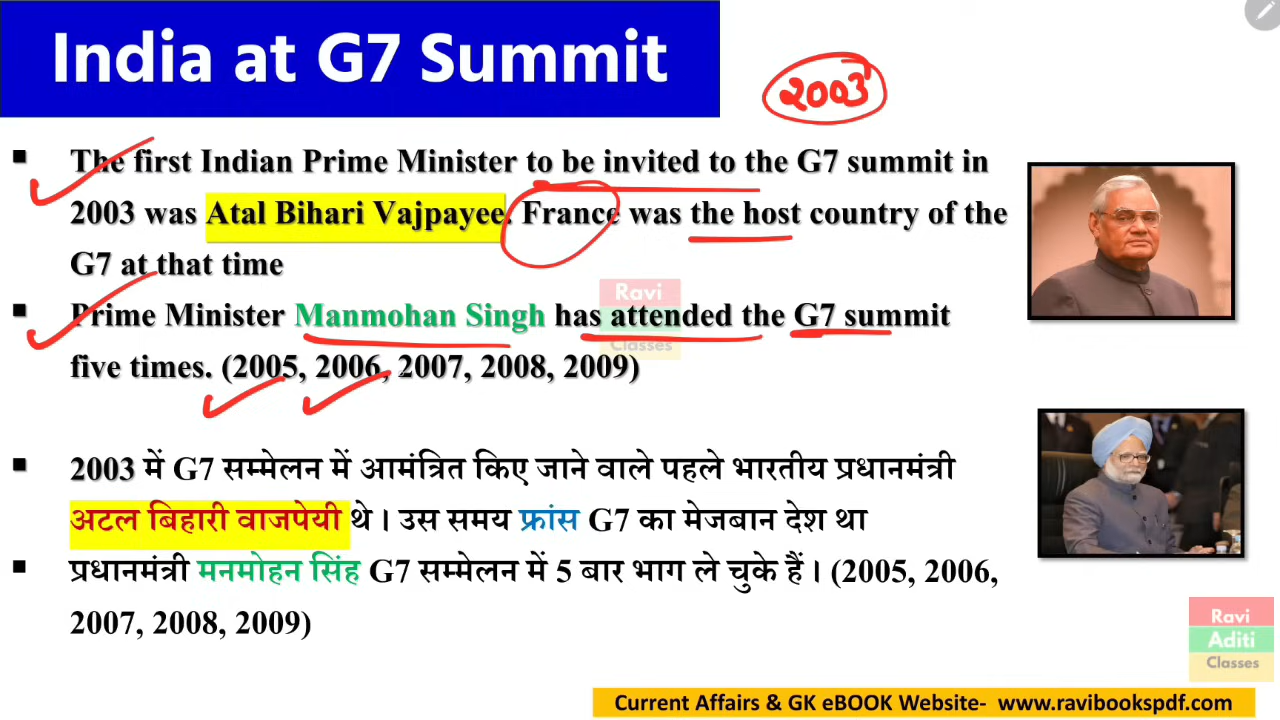 India at G7 Summit
2003
▪ The first Indian Prime Minister to be invited to the G7 summit in
2003 was Atal Bihari Vajpayee. France was the host country of the
G7 at that time
▪ Prime Minister Manmohan Singh has attended the G7 summit
five times. (2005, 2006, 2007, 2008, 2009)
Ravi
Classes
▪ 2003 में G7 सम्मेलन में आमंत्रित किए जाने वाले पहले भारतीय प्रधानमंत्री
अटल बिहारी वाजपेयी थे। उस समय फ्रांस G7 का मेजबान देश था
▪ प्रधानमंत्री मनमोहन सिंह G7 सम्मेलन में 5 बार भाग ले चुके हैं। (2005, 2006,
2007, 2008, 2009)
Ravi
Aditi
Classes
Current Affairs & GK eBOOK Website- www.ravibookspdf.com